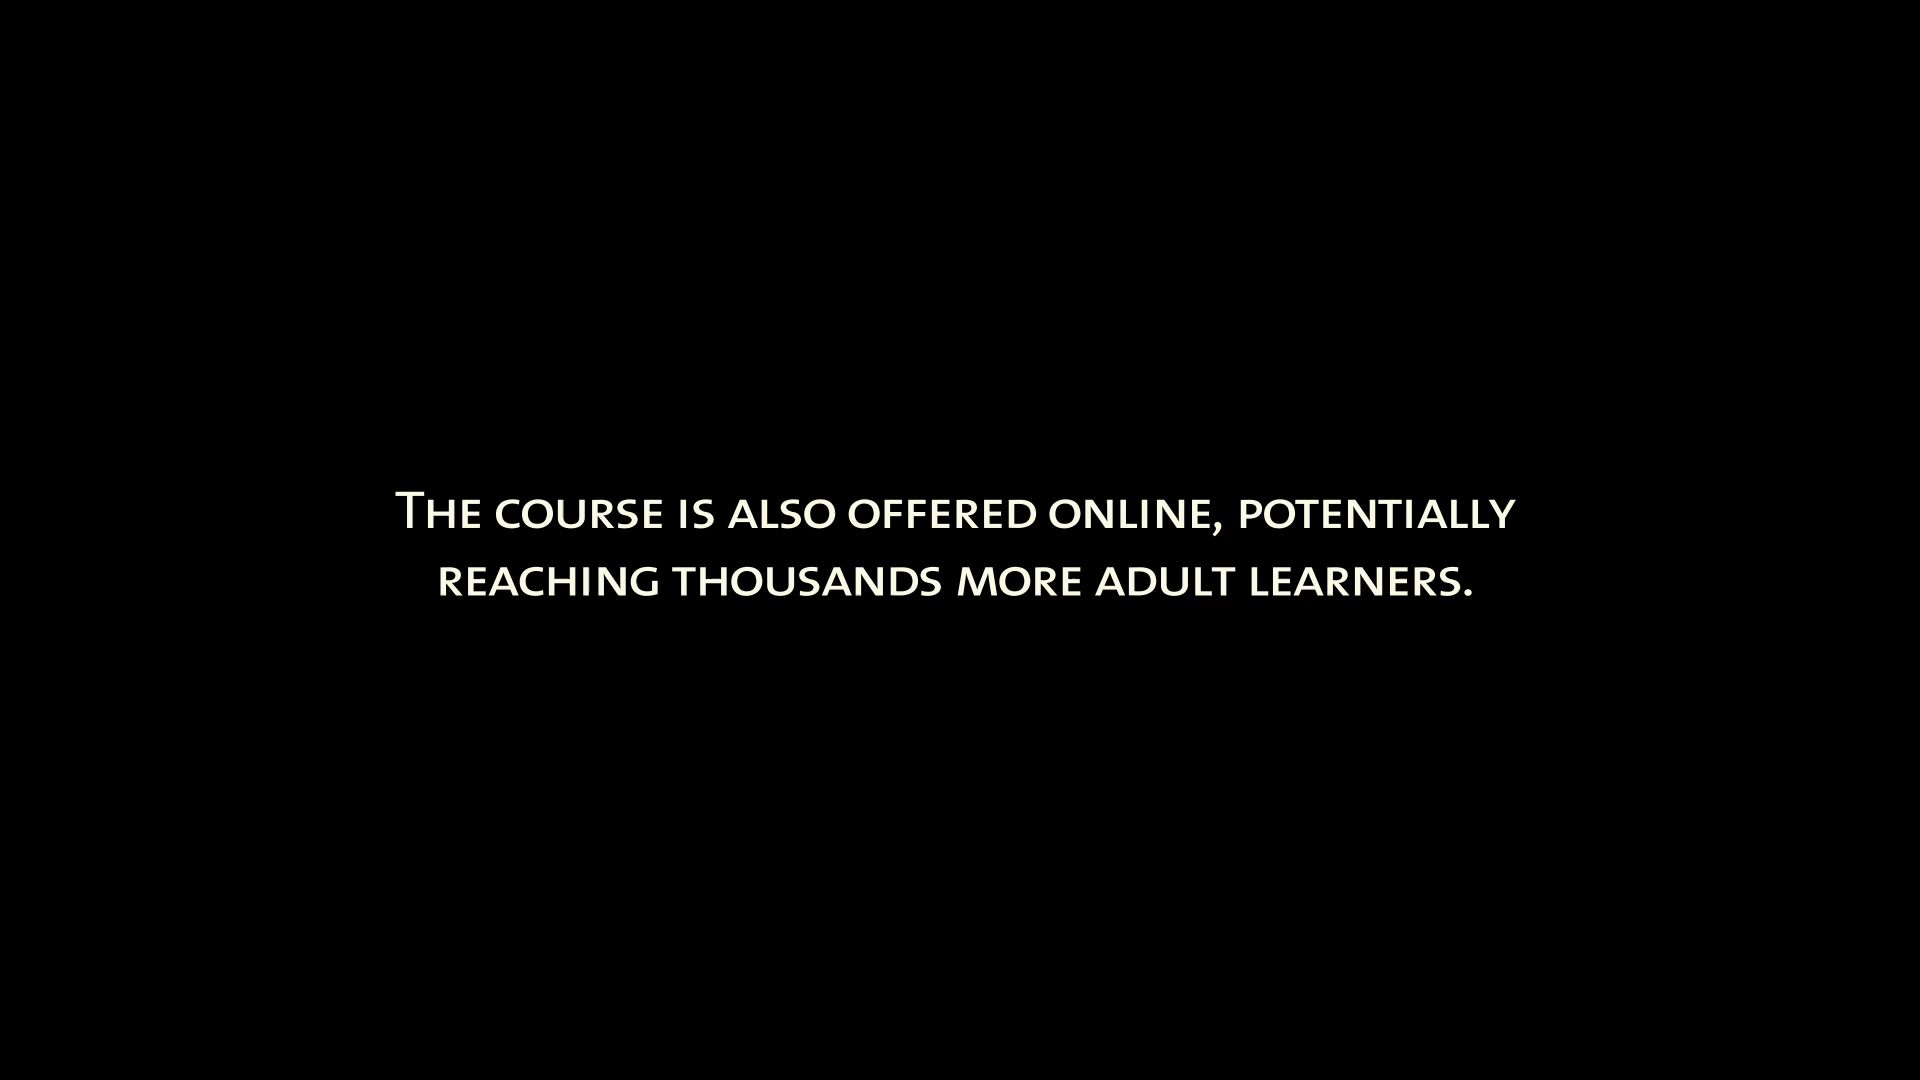 The course is also offered online, potentially
reaching thousands more adult learners.